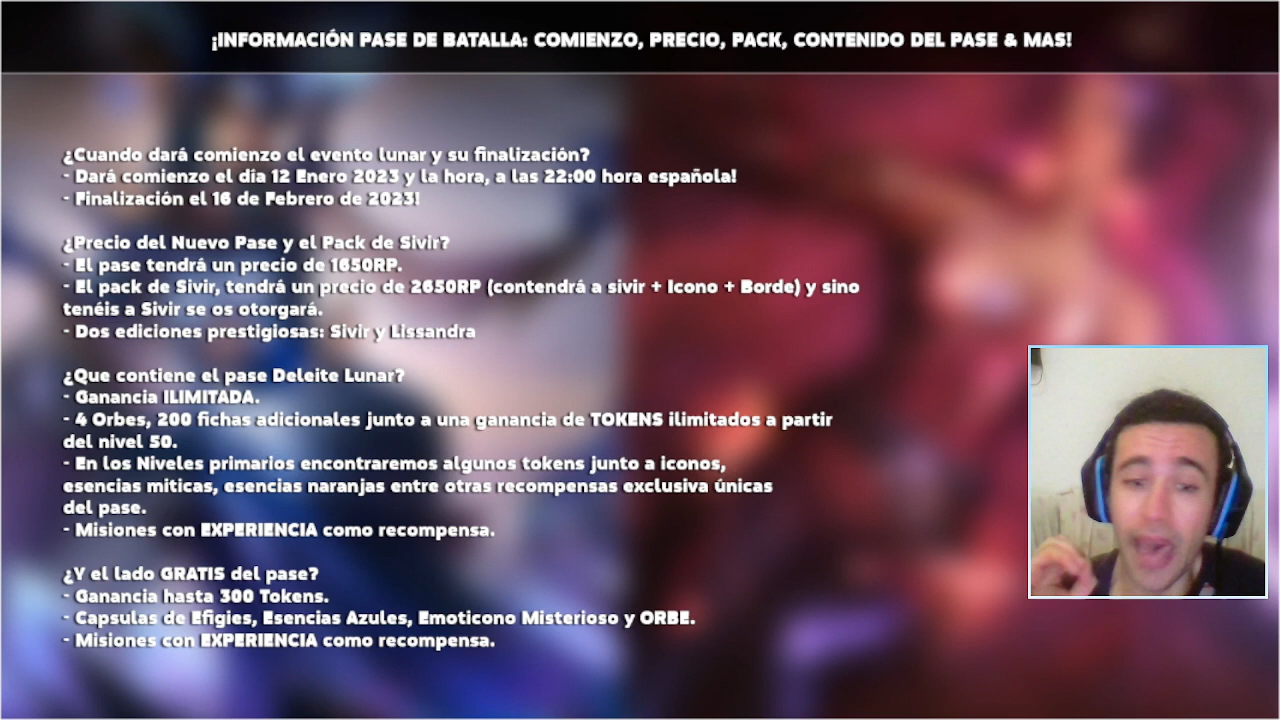 ¡INFORMACIÓN PASE DE BATALLA: COMIENZO, PRECIO, PACK, CONTENIDO DEL PASE & MAS!
¿Cuando dará comienzo el evento lunar y su finalización?
- Dará comienzo el día 12 Enero 2023 y la hora, a las 22:00 hora española!
- Finalización el 16 de Febrero de 2023!
¿Precio del Nuevo Pase y el Pack de Sivir?
- El pase tendrá un precio de 1650RP.
- El pack de Sivir, tendrá un precio de 2650RP (contendrá a sivir + Icono + Borde) y sino
tenéis a Sivir se os otorgará.
- Dos ediciones prestigiosas: Sivir y Lissandra
¿Que contiene el pase Deleite Lunar?
- Ganancia ILIMITADA.
- 4 Orbes, 200 fichas adicionales junto a una ganancia de TOKENS ilimitados a partir
del nivel 50.
- En los Niveles primarios encontraremos algunos tokens junto a iconos,
esencias míticas, esencias naranjas entre otras recompensas exclusiva únicas
del pase.
- Misiones con EXPERIENCIA como recompensa.
¿Y el lado GRATIS del pase?
- Ganancia hasta 300 Tokens.
- Capsulas de Efigies, Esencias Azules, Emoticono Misterioso y ORBE.
- Misiones con EXPERIENCIA como recompensa.